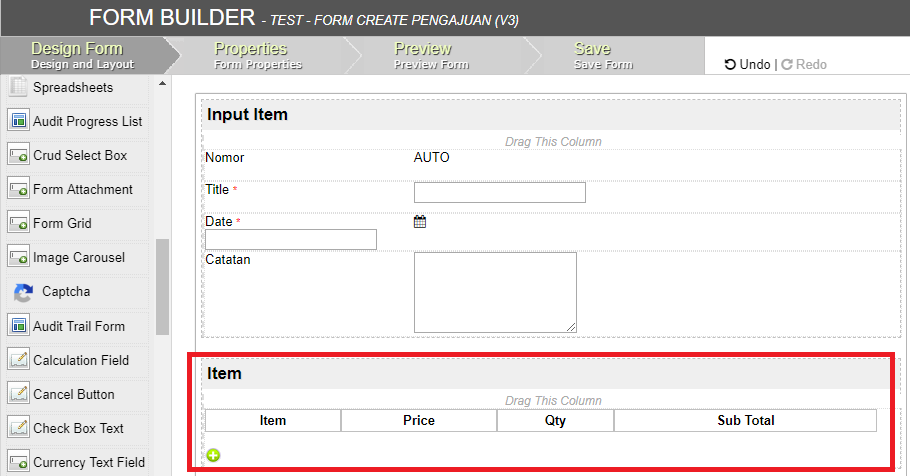 FORM BUILDER - TEST - FORM CREATE PENGAJUAN (V3)
Design Form
Design and Layout
Properties
Form Properties
Preview
Preview Form
Save
Save Form
Undo | Redo
Spreadsheets
Audit Progress List
Crud Select Box
Form Attachment
Form Grid
Image Carousel
Captcha
Audit Trail Form
Calculation Field
Cancel Button
Check Box Text
Currency Text Field
Input Item
Drag This Column
Nomor AUTO
Title *
Date *
Catatan
Item
Drag This Column
Item Price Qty Sub Total